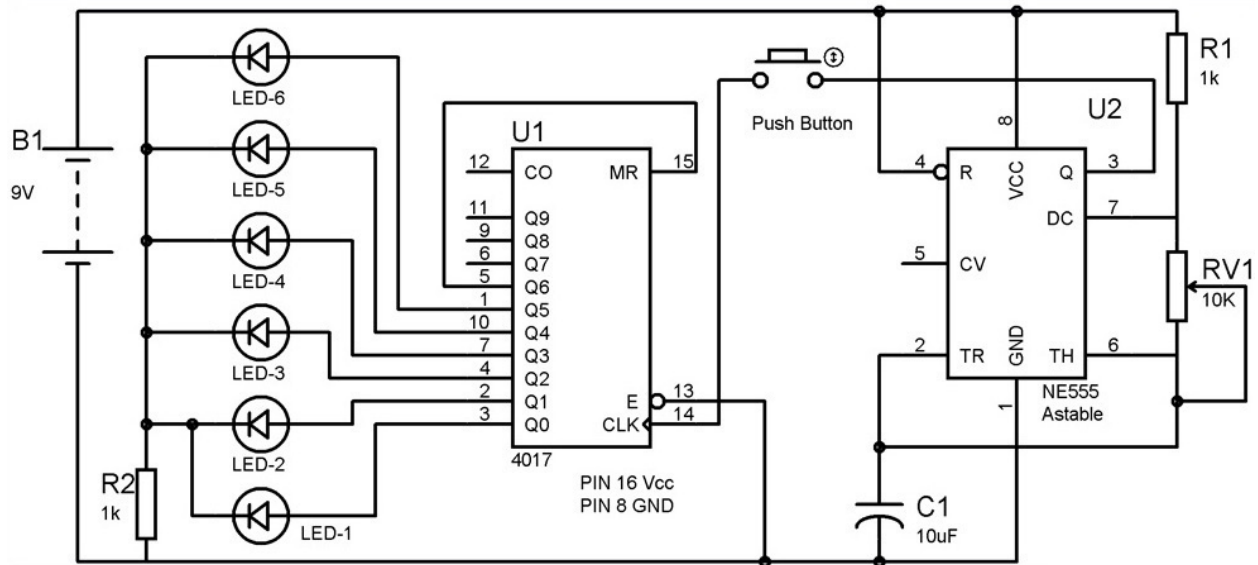 B1
9V
LED-6
LED-5
LED-4
LED-3
LED-2
LED-1
R2
1k
U1
12 CO MR 15
11 Q9
9 Q8
6 Q7
5 Q6
1 Q5
10 Q4
7 Q3
4 Q2
2 Q1 E 13
3 Q0 CLK 14
4017
PIN 16 Vcc
PIN 8 GND
Push Button
U2
8
VCC
4 R Q 3
DC 7
5 CV
2 TR TH 6
GND
1
NE555
Astable
R1
1k
RV1
10K
C1
10uF